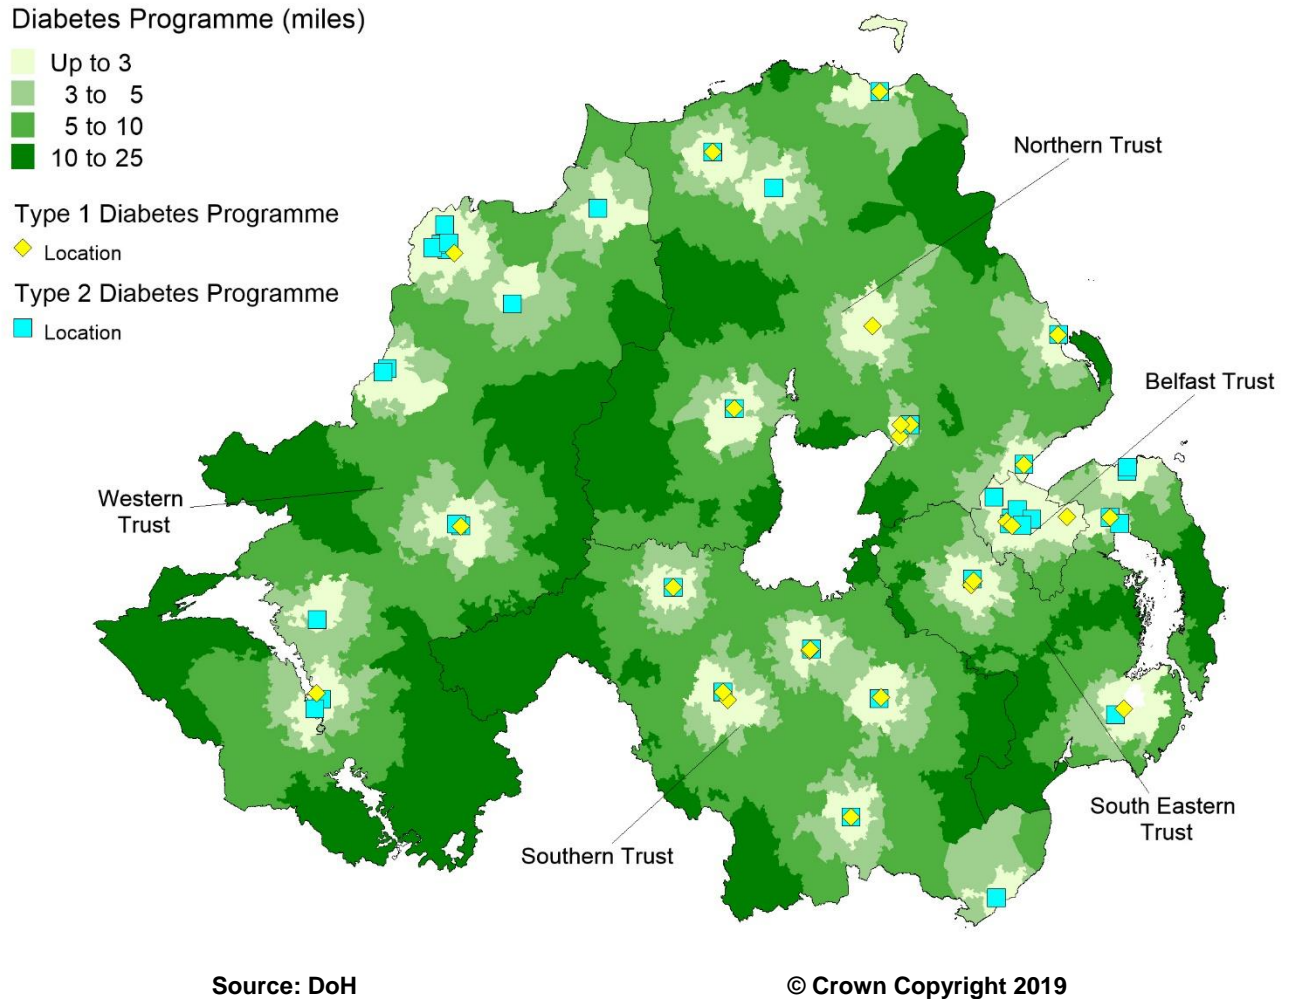 Diabetes Programme (miles)
Up to 3
3 to 5
5 to 10
10 to 25
Type 1 Diabetes Programme
Location
Type 2 Diabetes Programme
Location
Northern Trust
Belfast Trust
Western
Trust
South Eastern
Trust
Southern Trust
Source: DoH
© Crown Copyright 2019